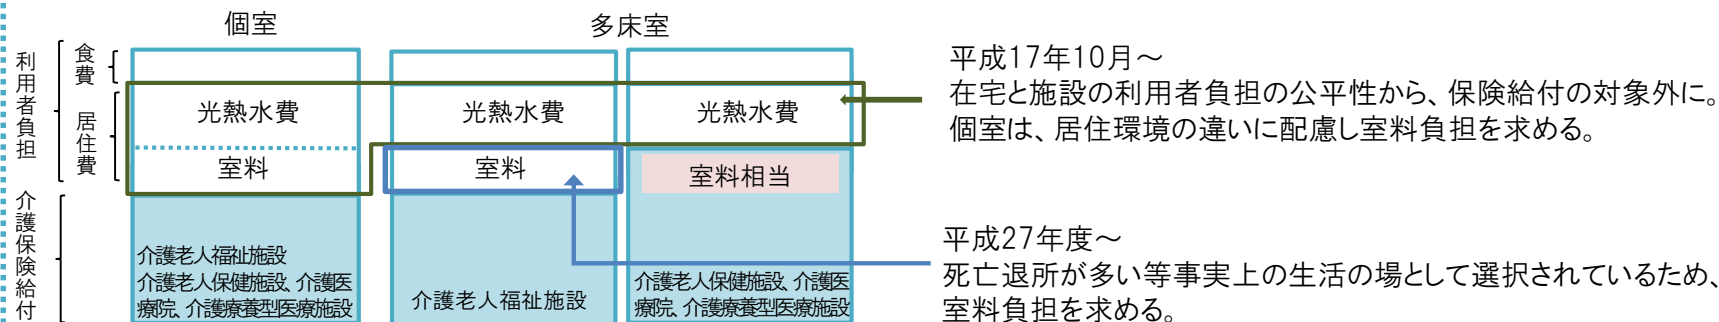 個室
多床室
利用者負担
食費
居住費
介護保険給付
光熱水費
室料
介護老人福祉施設
介護老人保健施設、介護医
療院、介護療養型医療施設
光熱水費
室料
介護老人福祉施設
光熱水費
室料相当
介護老人保健施設、介護医
療院、介護療養型医療施設
平成17年10月～
在宅と施設の利用者負担の公平性から、保険給付の対象外に。
個室は、居住環境の違いに配慮し室料負担を求める。
平成27年度～
死亡退所が多い等事実上の生活の場として選択されているため、
室料負担を求める。